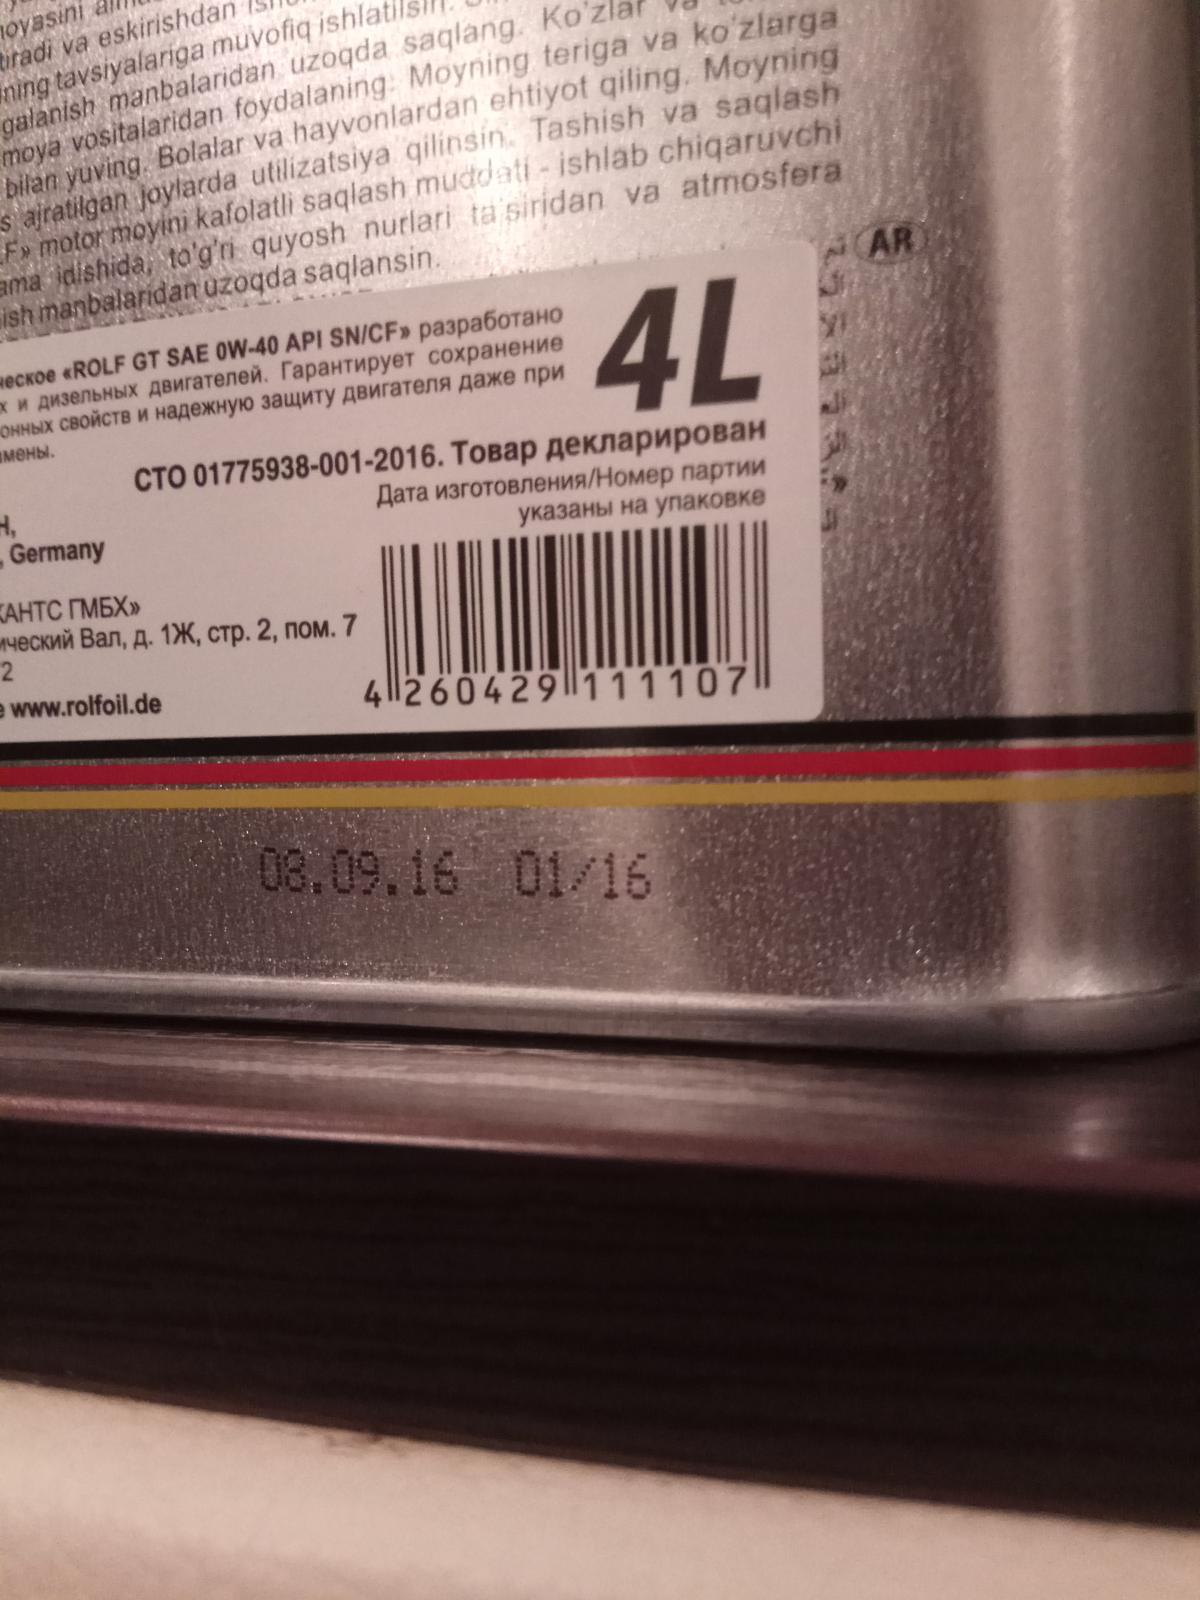 va eskirishdan
ning tavsiyalariga muvofiq ishlatilsin.
galanish manbalaridan uzoqda saqlang. Ko'zlar va
moya vositalaridan foydalaning. Moyning teriga va ko'zlarga
bilan yuving. Bolalar va hayvonlardan ehtiyot qiling. Moyning
s ajratilgan joylarda utilizatsiya qilinsin. Tashish va saqlash
F» motor moyini kafolatli saqlash muddati - ishlab chiqaruvchi
ama idishida, to'g'ri quyosh nurlari ta'siridan va atmosfera
ish manbalaridan uzoqda saqlansin.
AR
ческое «ROLF GT SAE 0W-40 API SN/CF» разработано
х и дизельных двигателей. Гарантирует сохранение
онных свойств и надежную защиту двигателя даже при
мены.
4L
СТО 01775938-001-2016. Товар декларирован
Дата изготовления/Номер партии
указаны на упаковке
H,
, Germany
КАНТС ГМБХ»
ический Вал, д. 1Ж, стр. 2, пом. 7
2
e www.rolfoil.de
4 260429 111107
08.09.16 01/16